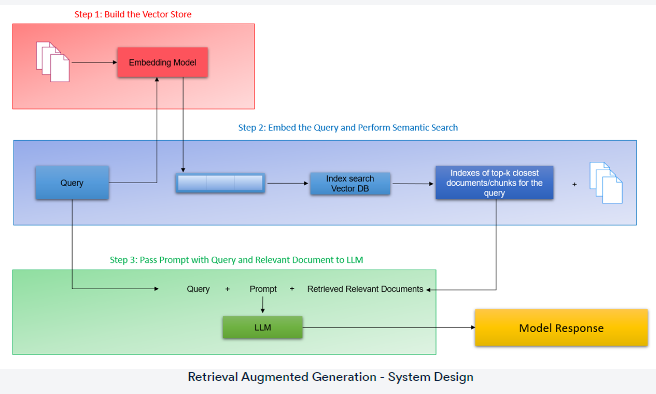 Step 1: Build the Vector Store
Embedding Model
Step 2: Embed the Query and Perform Semantic Search
Query
Index search
Vector DB
Indexes of top-k closest
documents/chunks for the
query
+
Step 3: Pass Prompt with Query and Relevant Document to LLM
Query + Prompt + Retrieved Relevant Documents
LLM
Model Response
Retrieval Augmented Generation - System Design